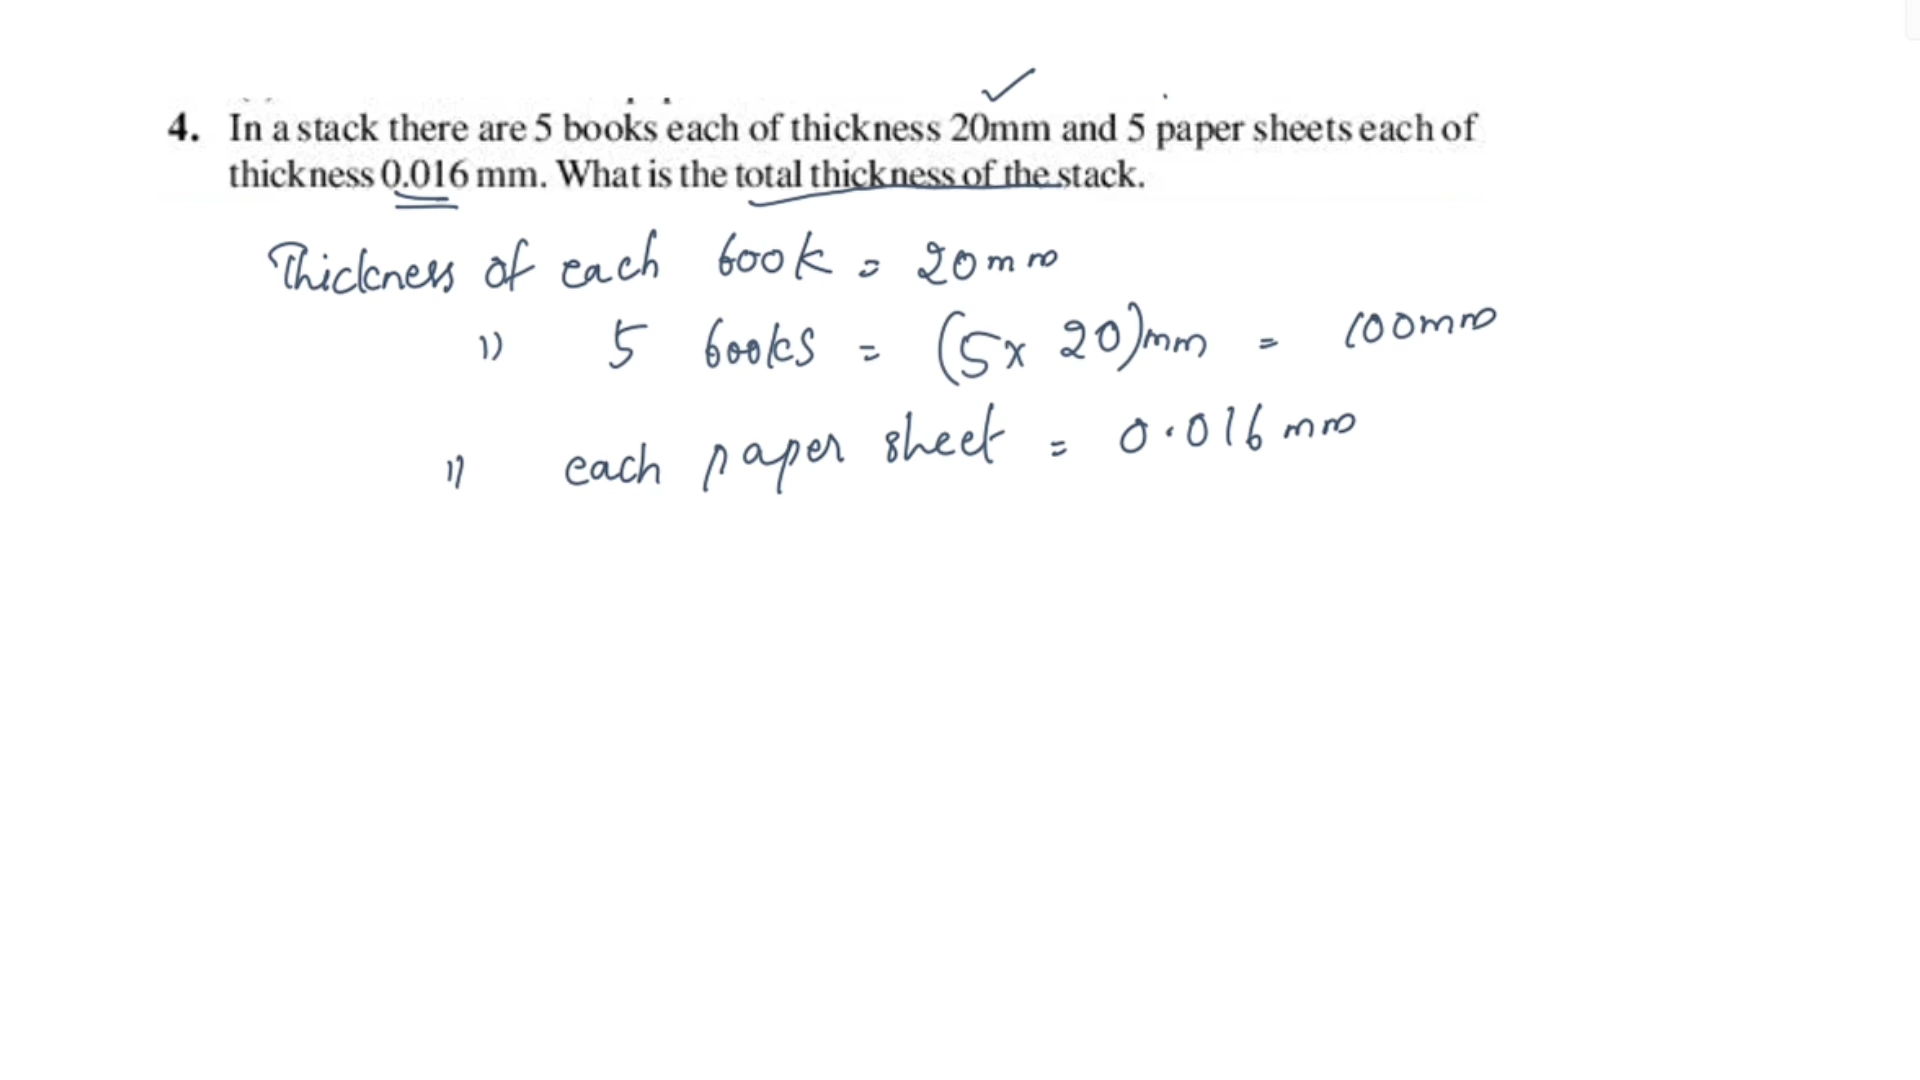 4. In a stack there are 5 books each of thickness 20mm and 5 paper sheets each of
thickness 0.016 mm. What is the total thickness of the stack.
Thickness of each book = 20mm
11 5 books = (5x 20)mm = 100mm
11 each paper sheet = 0.016 mm